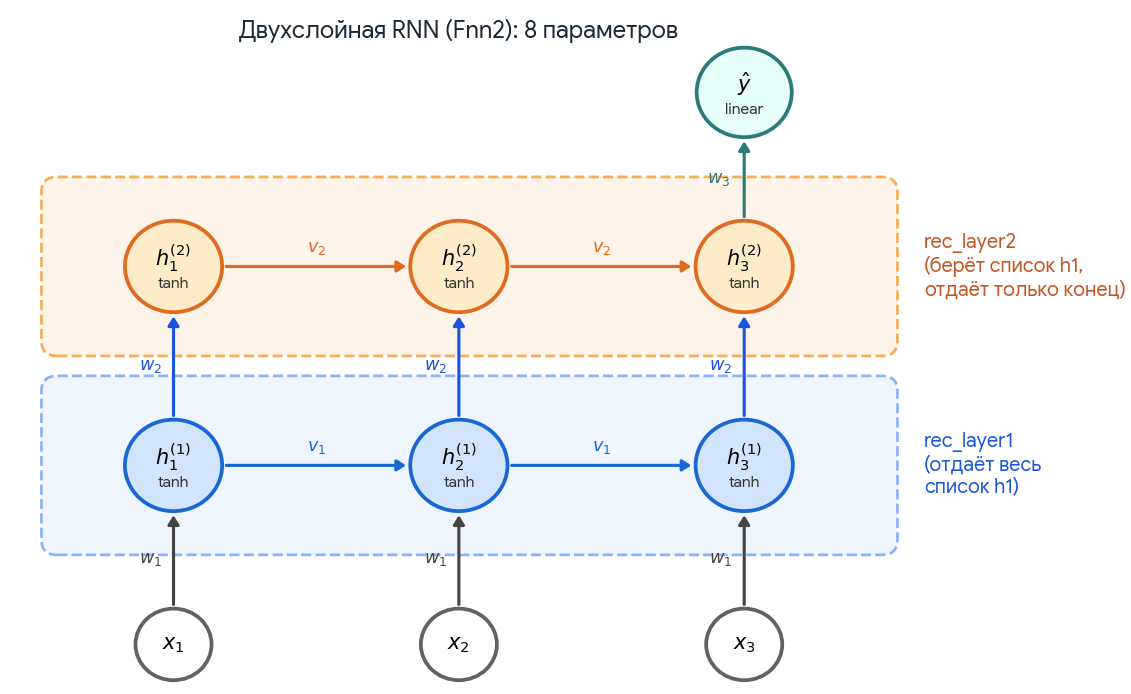 Двухслойная RNN (Fnn2): 8 параметров
ŷ
linear
w₃
h₁⁽²⁾
tanh
v₂
h₂⁽²⁾
tanh
v₂
h₃⁽²⁾
tanh
rec_layer2
(берёт список h1,
отдаёт только конец)
w₂
w₂
w₂
h₁⁽¹⁾
tanh
v₁
h₂⁽¹⁾
tanh
v₁
h₃⁽¹⁾
tanh
rec_layer1
(отдаёт весь
список h1)
w₁
w₁
w₁
x₁
x₂
x₃